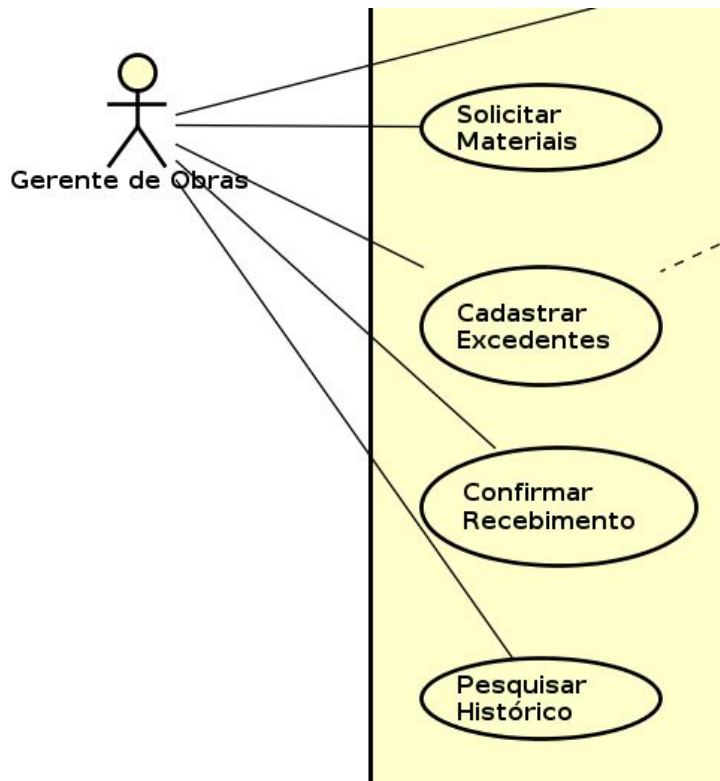 Gerente de Obras
Solicitar
Materiais
Cadastrar
Excedentes
Confirmar
Recebimento
Pesquisar
Histórico